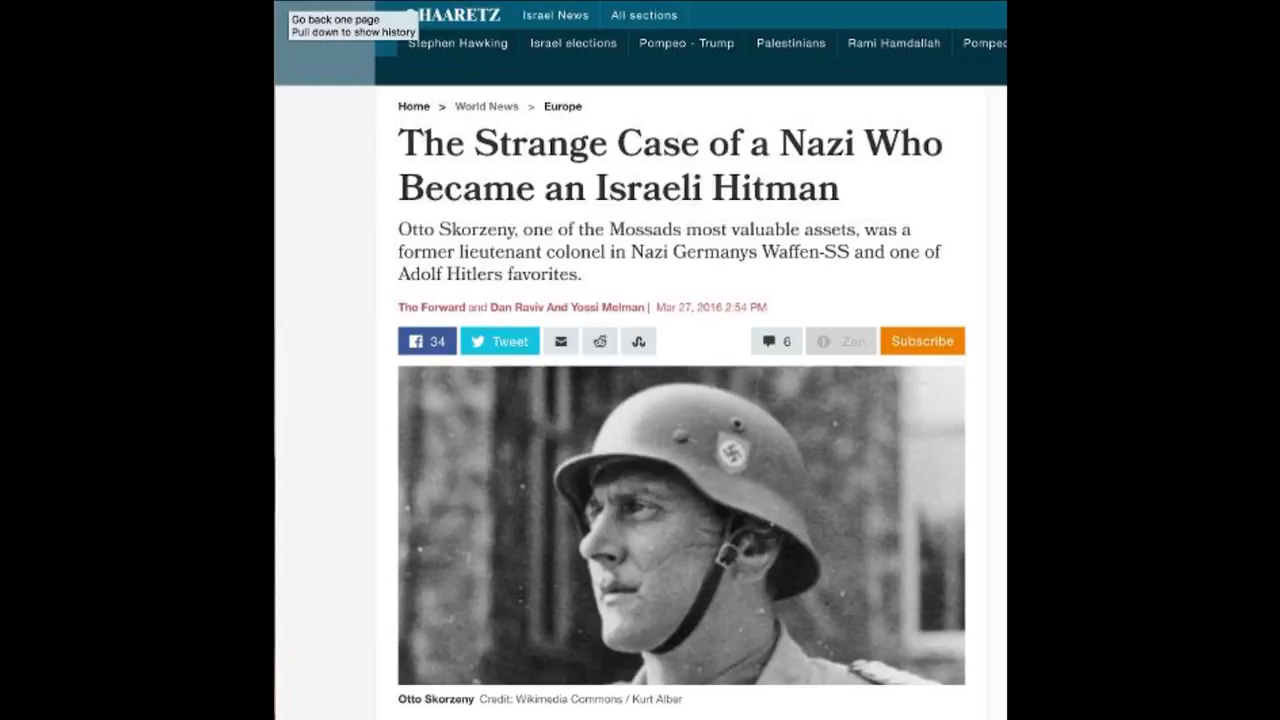 Go back one page
Pull down to show history
HAARETZ Israel News All sections
Stephen Hawking Israel elections Pompeo - Trump Palestinians Rami Hamdallah Pompeo
Home > World News > Europe
The Strange Case of a Nazi Who
Became an Israeli Hitman
Otto Skorzeny, one of the Mossads most valuable assets, was a
former lieutenant colonel in Nazi Germanys Waffen-SS and one of
Adolf Hitlers favorites.
The Forward and Dan Raviv And Yossi Melman | Mar 27, 2016 2:54 PM
34 Tweet 6 Zen Subscribe
Otto Skorzeny Credit: Wikimedia Commons / Kurt Alber